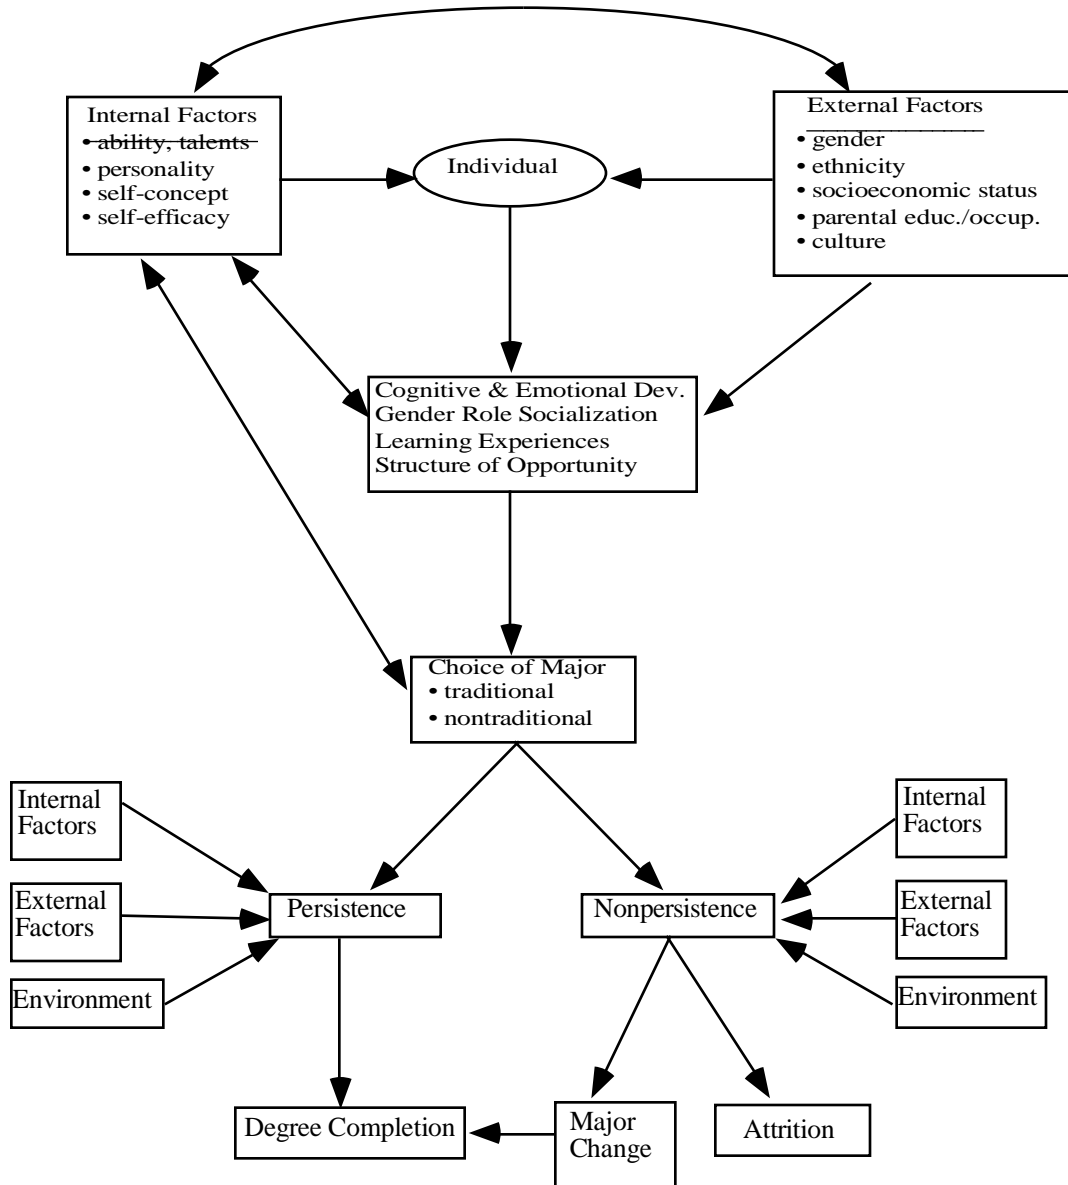 Internal Factors
• ability, talents
• personality
• self-concept
• self-efficacy
Individual
External Factors
• gender
• ethnicity
• socioeconomic status
• parental educ./occup.
• culture
Cognitive & Emotional Dev.
Gender Role Socialization
Learning Experiences
Structure of Opportunity
Choice of Major
• traditional
• nontraditional
Internal
Factors
External
Factors
Environment
Persistence
Nonpersistence
Internal
Factors
External
Factors
Environment
Degree Completion
Major
Change
Attrition